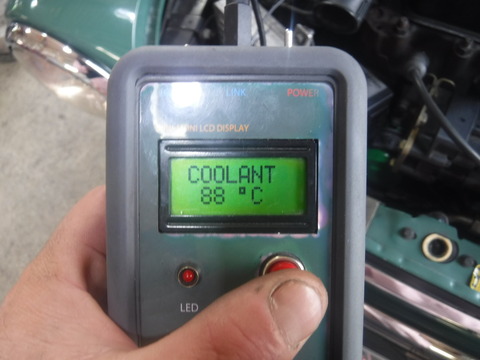 LINK POWER
LCD DISPLAY
COOLANT
88 °C
LED